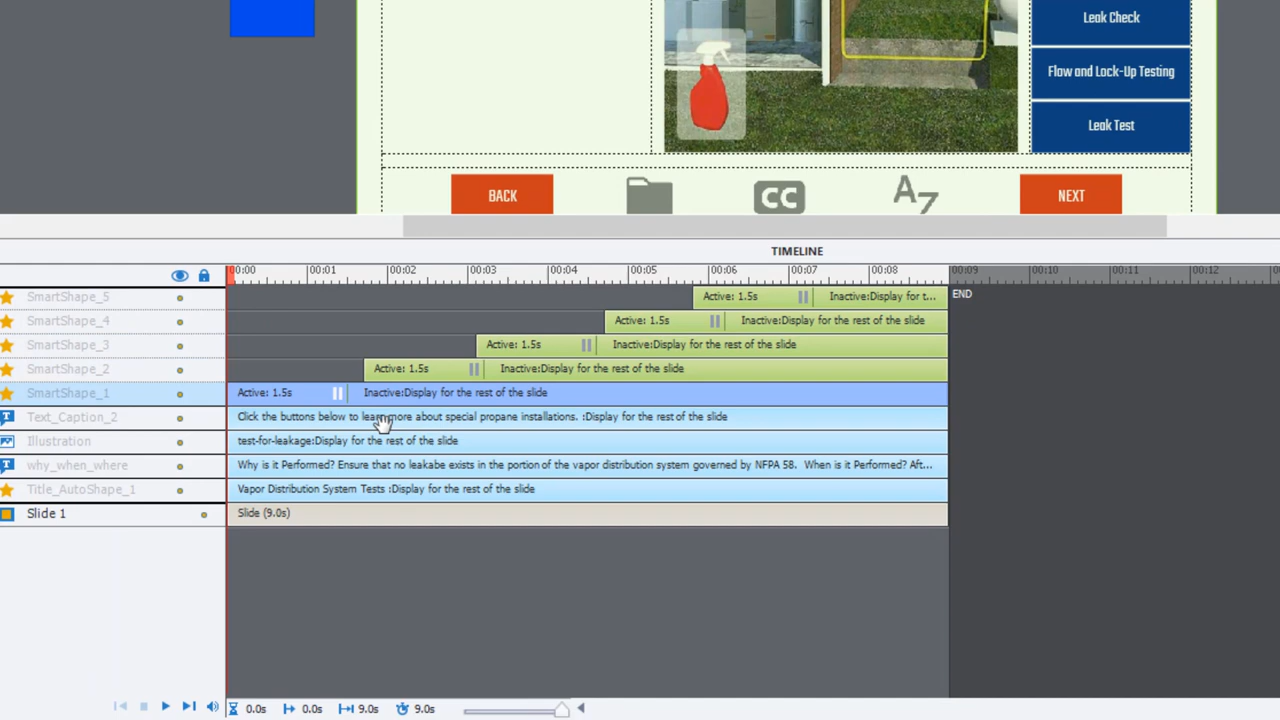 Leak Check
Flow and Lock-Up Testing
Leak Test
BACK
CC
A
Z
NEXT
TIMELINE
00:00 00:01 00:02 00:03 00:04 00:05 00:06 00:07 00:08 00:09 00:10 00:11 00:12
SmartShape_5 Active: 1.5s Inactive:Display for t... END
SmartShape_4 Active: 1.5s Inactive:Display for the rest of the slide
SmartShape_3 Active: 1.5s Inactive:Display for the rest of the slide
SmartShape_2 Active: 1.5s Inactive:Display for the rest of the slide
SmartShape_1 Active: 1.5s Inactive:Display for the rest of the slide
Text_Caption_2 Click the buttons below to learn more about special propane installations. :Display for the rest of the slide
Illustration test-for-leakage:Display for the rest of the slide
why_when_where Why is it Performed? Ensure that no leakabe exists in the portion of the vapor distribution system governed by NFPA 58. When is it Performed? Aft...
Title_AutoShape_1 Vapor Distribution System Tests :Display for the rest of the slide
Slide 1 Slide (9.0s)
0.0s 0.0s 9.0s 9.0s